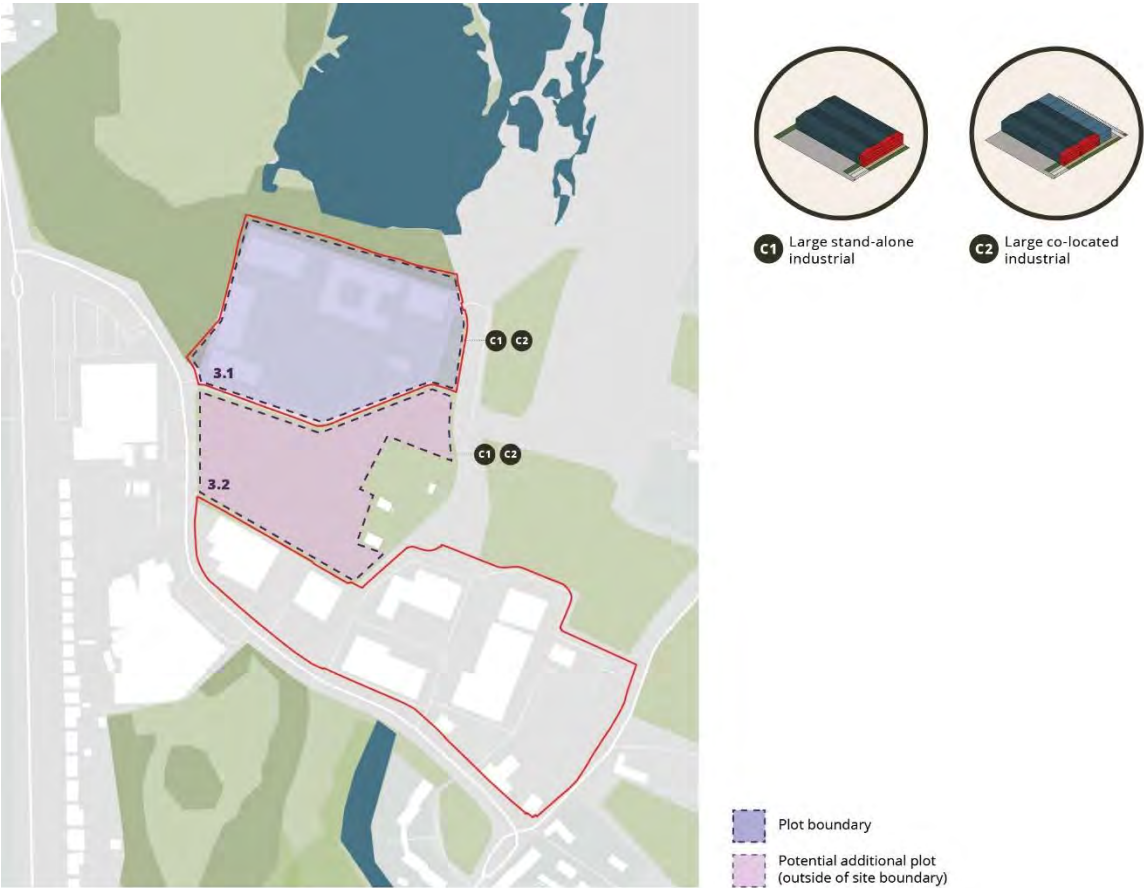 C1 Large stand-alone
industrial
C2 Large co-located
industrial
C1 C2
3.1
C1 C2
3.2
Plot boundary
Potential additional plot
(outside of site boundary)